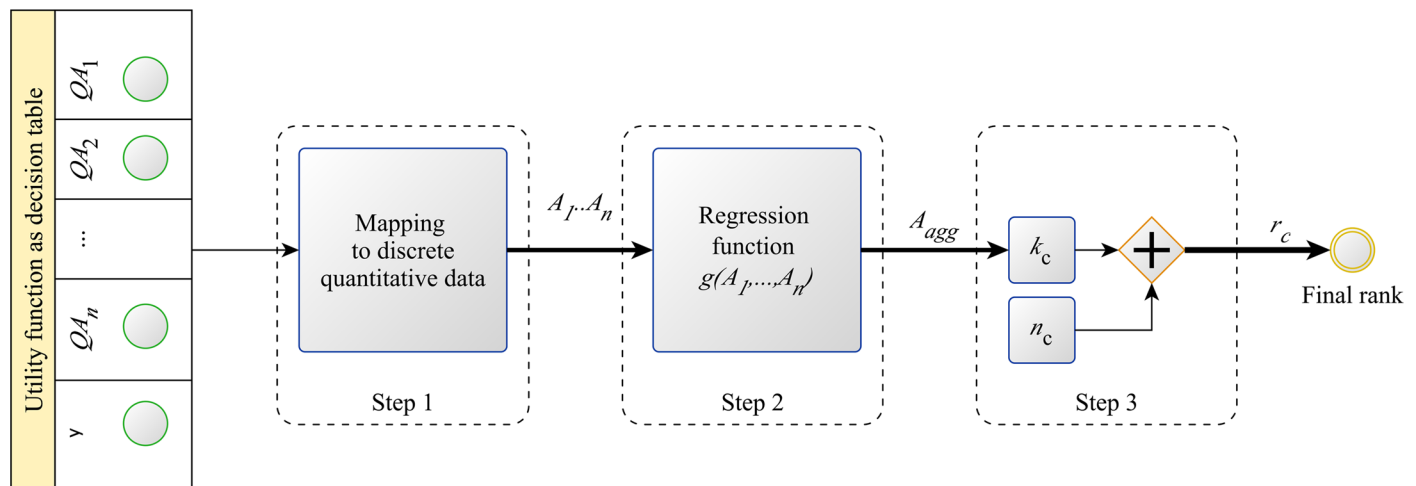 Utility function as decision table
QA1
QA2
...
QAn
y
Mapping
to discrete
quantitative data
Step 1
A1..An
Regression
function
g(A1,...,An)
Step 2
Aagg
kc
nc
+
Step 3
rc
Final rank